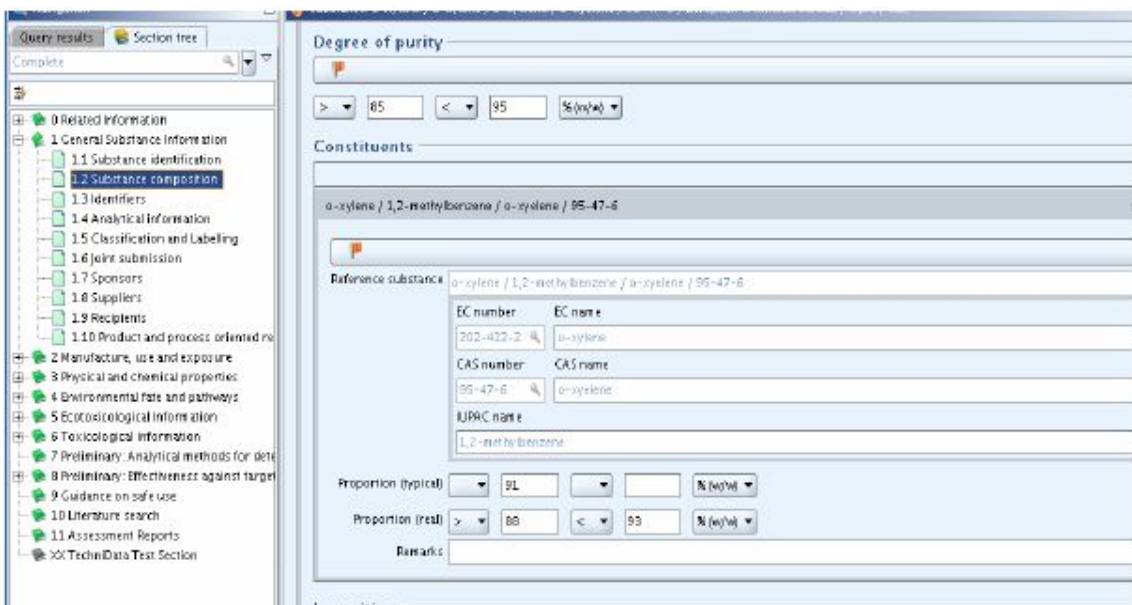 Query results Section tree
Complete
0 Related Information
1 General Substance Information
1.1 Substance identification
1.2 Substance composition
1.3 Identifiers
1.4 Analytical information
1.5 Classification and Labelling
1.6 Joint submission
1.7 Sponsors
1.8 Suppliers
1.9 Recipients
1.10 Product and process oriented re
2 Manufacture, use and exposure
3 Physical and chemical properties
4 Environmental fate and pathways
5 Ecotoxicological Information
6 Toxicological information
7 Preliminary: Analytical methods for dete
8 Preliminary: Effectiveness against target
9 Guidance on safe use
10 Literature search
11 Assessment Reports
XX TechniData Test Section
Degree of purity
> 85 < 95 % (w/w)
Constituents
o-xylene / 1,2-methylbenzene / o-xyelene / 95-47-6
Reference substance o-xylene / 1,2-methylbenzene / o-xyelene / 95-47-6
EC number EC name
202-422-2 o-xylene
CAS number CAS name
95-47-6 o-xyelene
IUPAC name
1,2-methylbenzene
Proportion (typical) 91 % (w/w)
Proportion (real) > 88 < 93 % (w/w)
Remarks